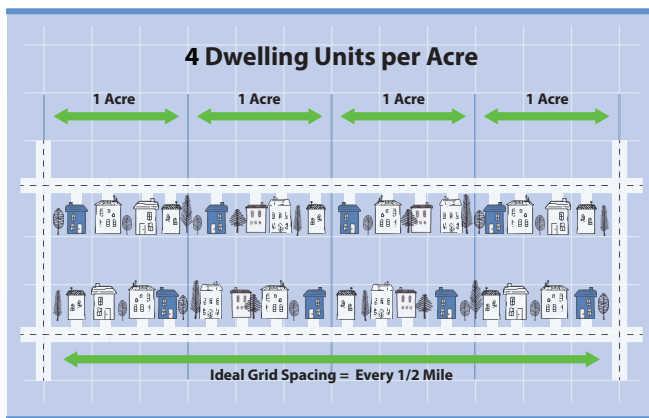 4 Dwelling Units per Acre
1 Acre 1 Acre 1 Acre 1 Acre
Ideal Grid Spacing = Every 1/2 Mile